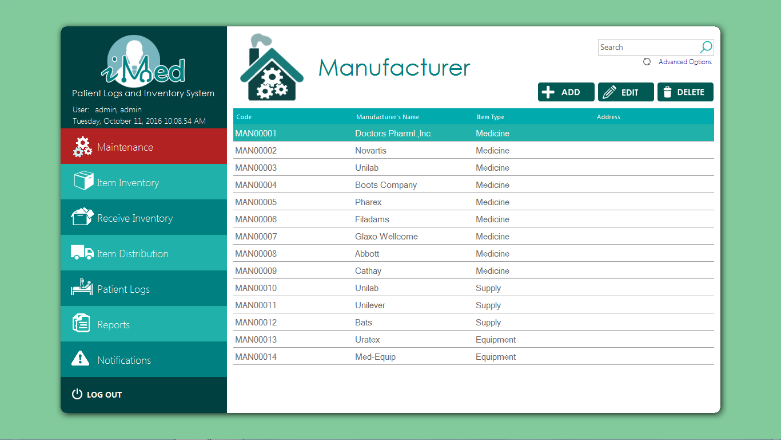 iMed
Patient Logs and Inventory System
User: admin, admin
Tuesday, October 11, 2016 10:08:54 AM
Maintenance
Item Inventory
Receive Inventory
Item Distribution
Patient Logs
Reports
Notifications
LOG OUT
Manufacturer
Search
Advanced Options
ADD EDIT DELETE
Code Manufacturer's Name Item Type Address
MAN00001 Doctors Pharml,Inc. Medicine
MAN00002 Novartis Medicine
MAN00003 Unilab Medicine
MAN00004 Boots Company Medicine
MAN00005 Pharex Medicine
MAN00006 Filadams Medicine
MAN00007 Glaxo Wellcome Medicine
MAN00008 Abbott Medicine
MAN00009 Cathay Medicine
MAN00010 Unilab Supply
MAN00011 Unilever Supply
MAN00012 Bats Supply
MAN00013 Uratex Equipment
MAN00014 Med-Equip Equipment